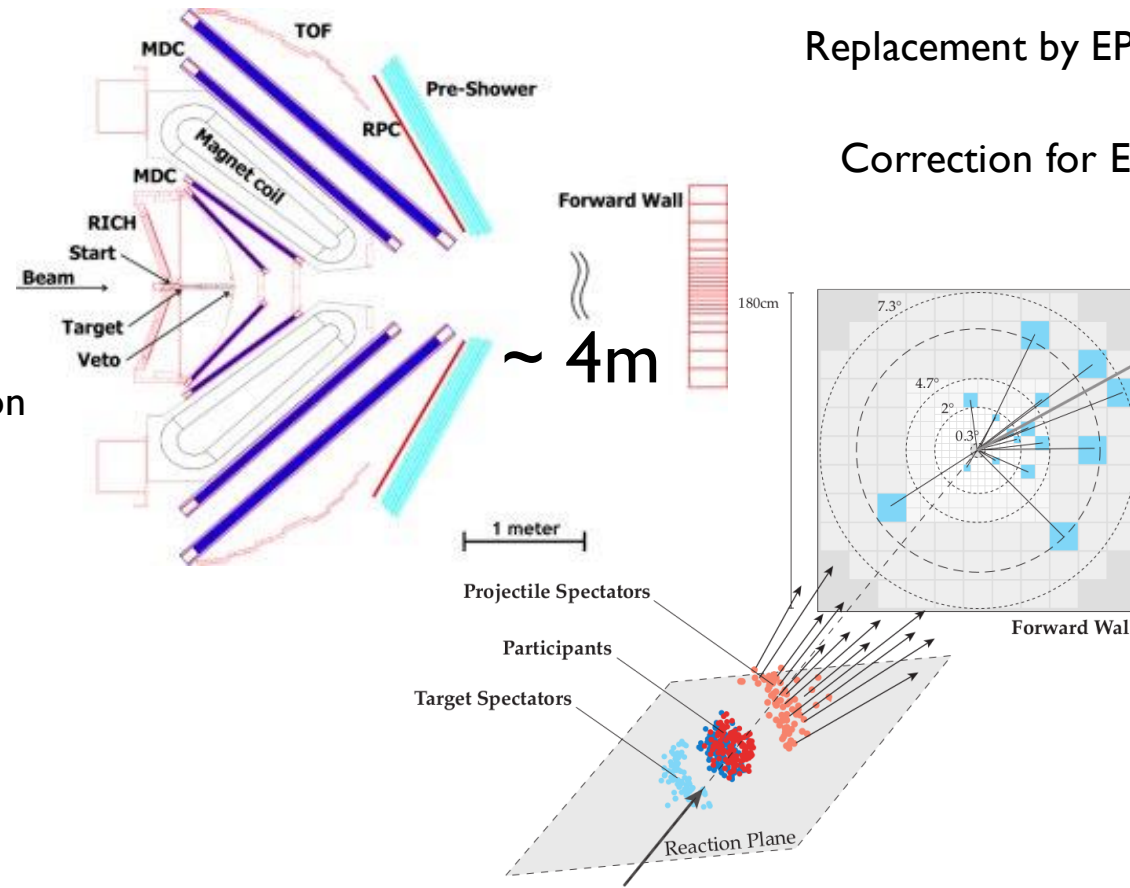 TOF
MDC
Pre-Shower
RPC
Magnet coil
MDC
RICH
Start
Beam
Target
Veto
on
Forward Wall
~ 4m
1 meter
Replacement by EP
Correction for E
180cm
7.3°
4.7°
2°
0.3°
Forward Wal
Projectile Spectators
Participants
Target Spectators
Reaction Plane